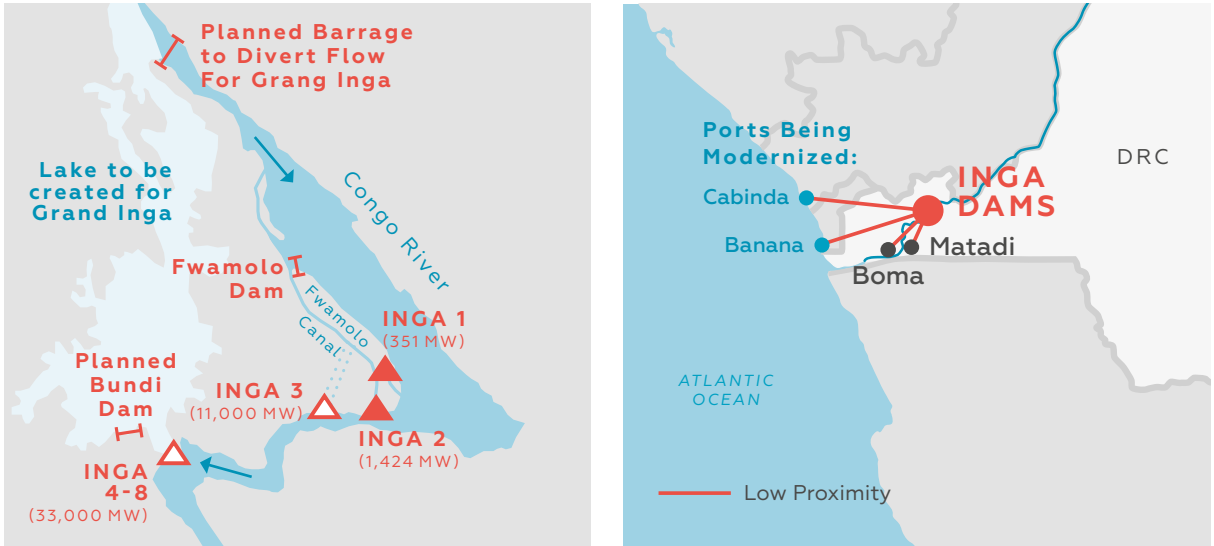 Planned Barrage
to Divert Flow
For Grang Inga
Lake to be
created for
Grand Inga
Congo River
Fwamolo
Dam
Fwamolo
Canal
INGA 1
(351 MW)
Planned
Bundi
Dam
INGA 3
(11,000 MW)
INGA 2
(1,424 MW)
INGA
4-8
(33,000 MW)
Ports Being
Modernized:
DRC
Cabinda
INGA
DAMS
Banana
Matadi
Boma
ATLANTIC
OCEAN
Low Proximity